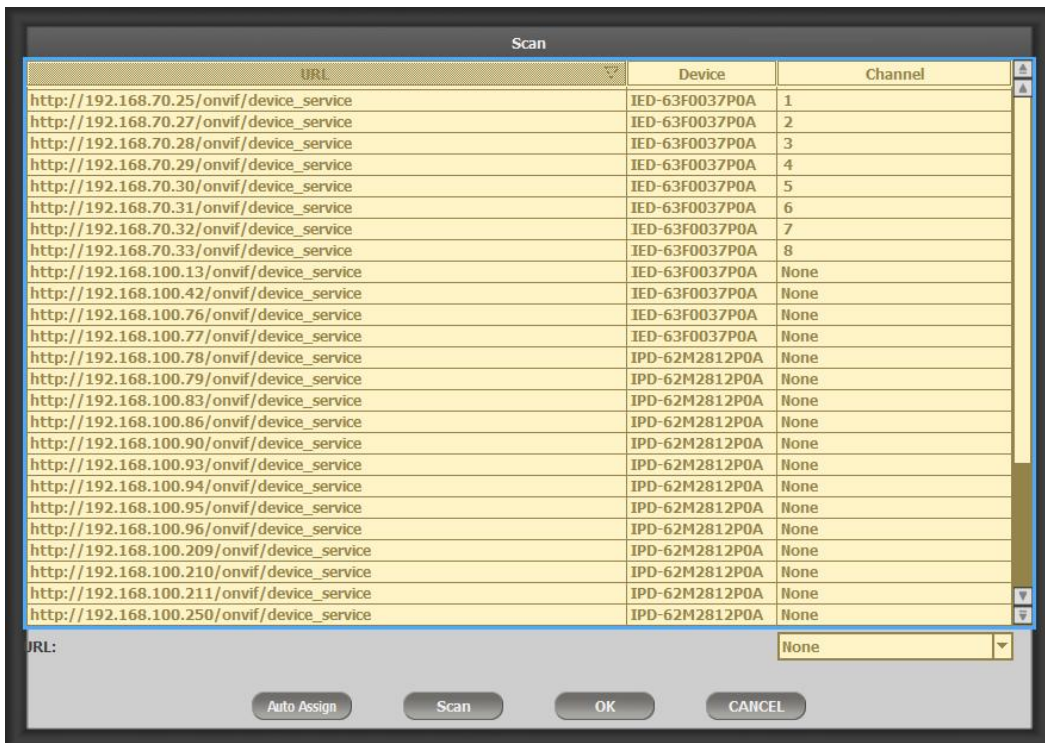 Scan
URL Device Channel
http://192.168.70.25/onvif/device_service IED-63F0037P0A 1
http://192.168.70.27/onvif/device_service IED-63F0037P0A 2
http://192.168.70.28/onvif/device_service IED-63F0037P0A 3
http://192.168.70.29/onvif/device_service IED-63F0037P0A 4
http://192.168.70.30/onvif/device_service IED-63F0037P0A 5
http://192.168.70.31/onvif/device_service IED-63F0037P0A 6
http://192.168.70.32/onvif/device_service IED-63F0037P0A 7
http://192.168.70.33/onvif/device_service IED-63F0037P0A 8
http://192.168.100.13/onvif/device_service IED-63F0037P0A None
http://192.168.100.42/onvif/device_service IED-63F0037P0A None
http://192.168.100.76/onvif/device_service IED-63F0037P0A None
http://192.168.100.77/onvif/device_service IED-63F0037P0A None
http://192.168.100.78/onvif/device_service IPD-62M2812P0A None
http://192.168.100.79/onvif/device_service IPD-62M2812P0A None
http://192.168.100.83/onvif/device_service IPD-62M2812P0A None
http://192.168.100.86/onvif/device_service IPD-62M2812P0A None
http://192.168.100.90/onvif/device_service IPD-62M2812P0A None
http://192.168.100.93/onvif/device_service IPD-62M2812P0A None
http://192.168.100.94/onvif/device_service IPD-62M2812P0A None
http://192.168.100.95/onvif/device_service IPD-62M2812P0A None
http://192.168.100.96/onvif/device_service IPD-62M2812P0A None
http://192.168.100.209/onvif/device_service IPD-62M2812P0A None
http://192.168.100.210/onvif/device_service IPD-62M2812P0A None
http://192.168.100.211/onvif/device_service IPD-62M2812P0A None
http://192.168.100.250/onvif/device_service IPD-62M2812P0A None
URL: None
Auto Assign Scan OK CANCEL